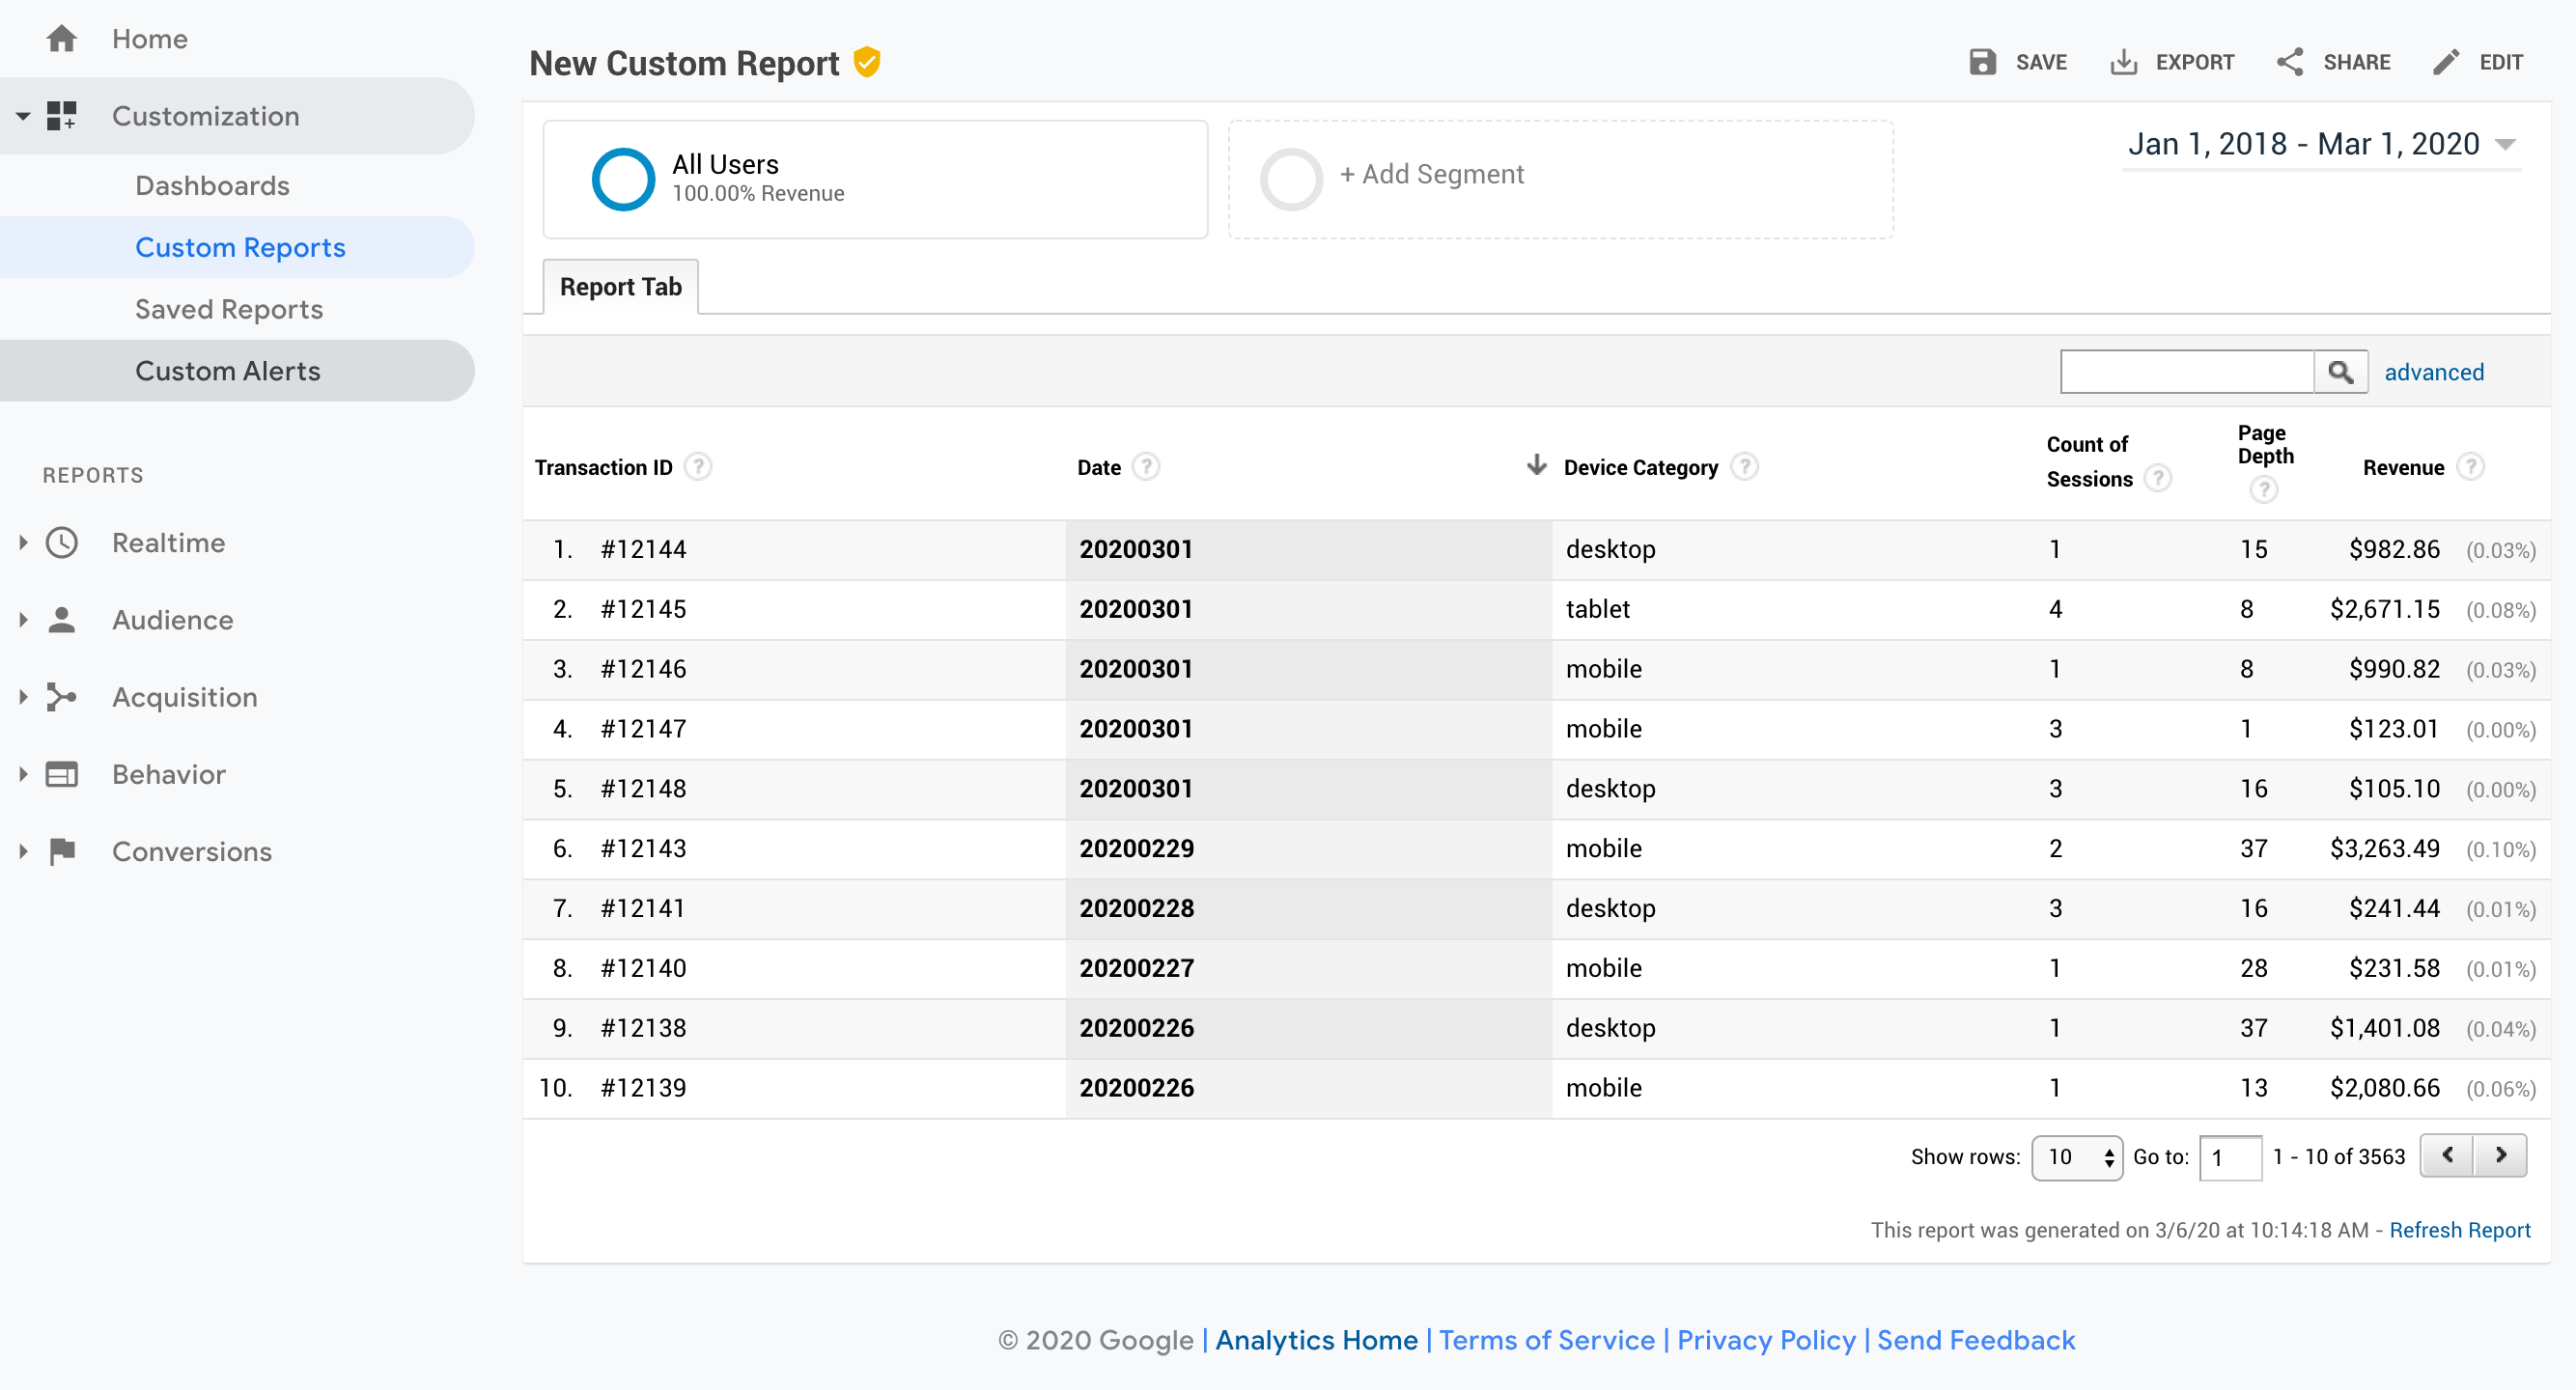 Home
Customization
Dashboards
Custom Reports
Saved Reports
Custom Alerts
REPORTS
Realtime
Audience
Acquisition
Behavior
Conversions
New Custom Report
SAVE EXPORT SHARE EDIT
All Users
100.00% Revenue
+ Add Segment
Jan 1, 2018 - Mar 1, 2020
Report Tab
advanced
Transaction ID ? Date ? Device Category ? Count of Sessions ? Page Depth ? Revenue ?
1. #12144 20200301 desktop 1 15 $982.86 (0.03%)
2. #12145 20200301 tablet 4 8 $2,671.15 (0.08%)
3. #12146 20200301 mobile 1 8 $990.82 (0.03%)
4. #12147 20200301 mobile 3 1 $123.01 (0.00%)
5. #12148 20200301 desktop 3 16 $105.10 (0.00%)
6. #12143 20200229 mobile 2 37 $3,263.49 (0.10%)
7. #12141 20200228 desktop 3 16 $241.44 (0.01%)
8. #12140 20200227 mobile 1 28 $231.58 (0.01%)
9. #12138 20200226 desktop 1 37 $1,401.08 (0.04%)
10. #12139 20200226 mobile 1 13 $2,080.66 (0.06%)
Show rows: 10 Go to: 1 1 - 10 of 3563
This report was generated on 3/6/20 at 10:14:18 AM - Refresh Report
© 2020 Google | Analytics Home | Terms of Service | Privacy Policy | Send Feedback